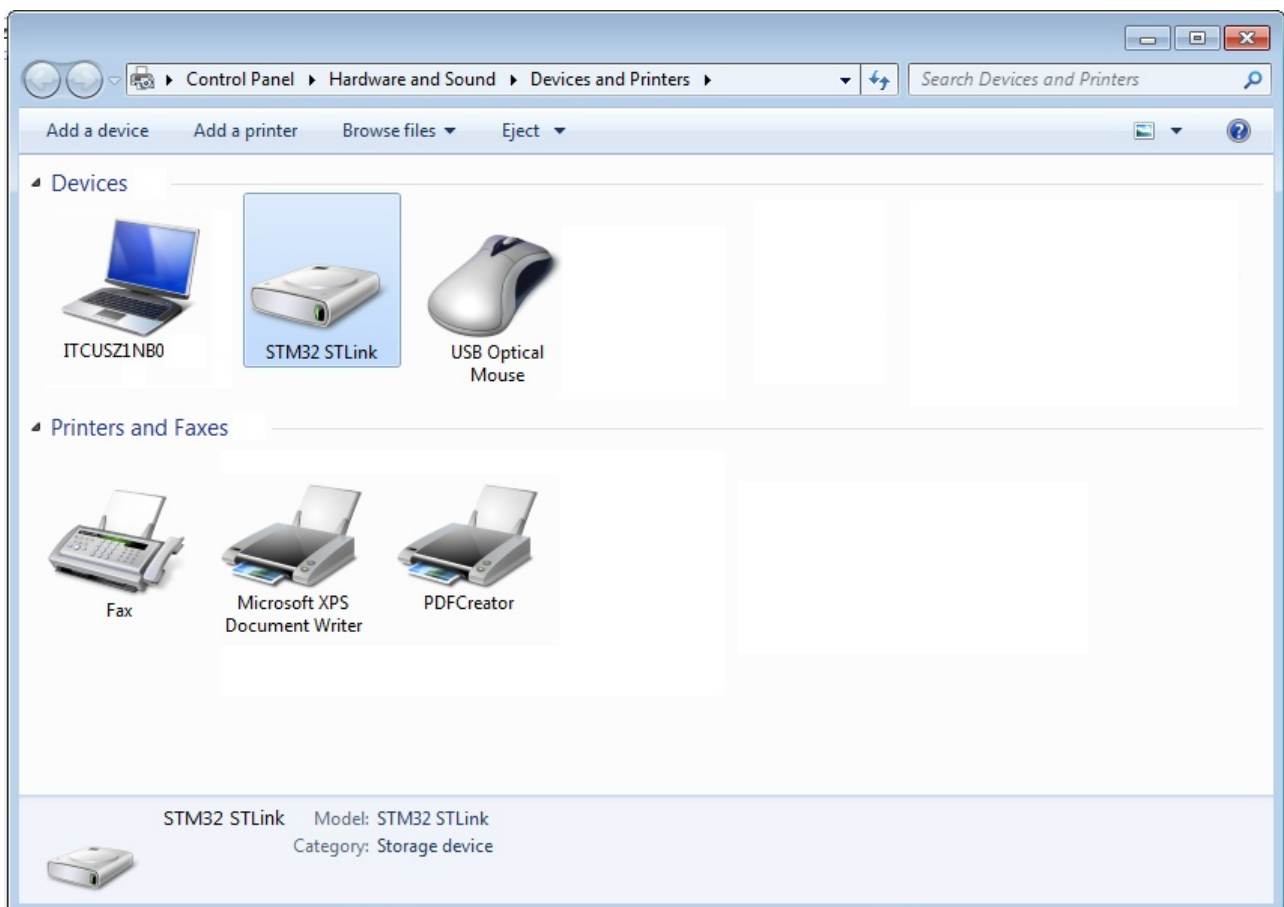 Control Panel Hardware and Sound Devices and Printers
Search Devices and Printers
Add a device Add a printer Browse files Eject
Devices
ITCUSZ1NB0
STM32 STLink
USB Optical
Mouse
Printers and Faxes
Fax
Microsoft XPS
Document Writer
PDFCreator
STM32 STLink Model: STM32 STLink
Category: Storage device